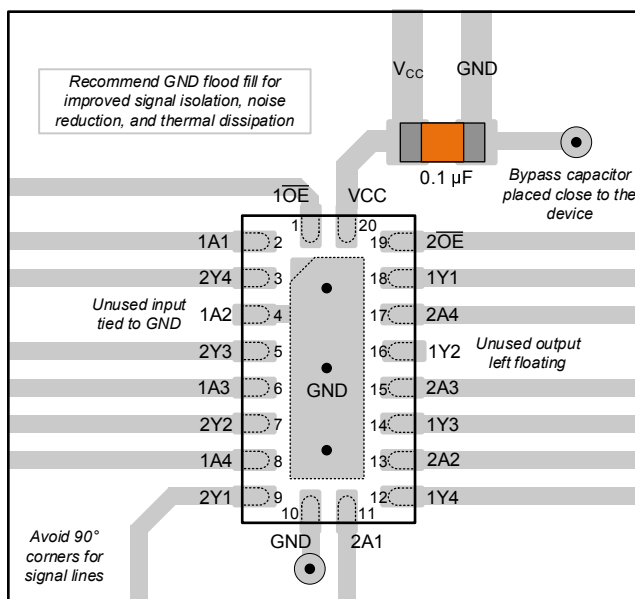 Recommend GND flood fill for
improved signal isolation, noise
reduction, and thermal dissipation
VCC GND
0.1 µF
Bypass capacitor
placed close to the
device
1O̅E̅ VCC
1 20
1A1 2 19 2O̅E̅
2Y4 3 18 1Y1
Unused input
tied to GND
1A2 4 17 2A4
2Y3 5 16 1Y2
Unused output
left floating
1A3 6 GND 15 2A3
2Y2 7 14 1Y3
1A4 8 13 2A2
2Y1 9 12 1Y4
10 11
GND 2A1
Avoid 90°
corners for
signal lines